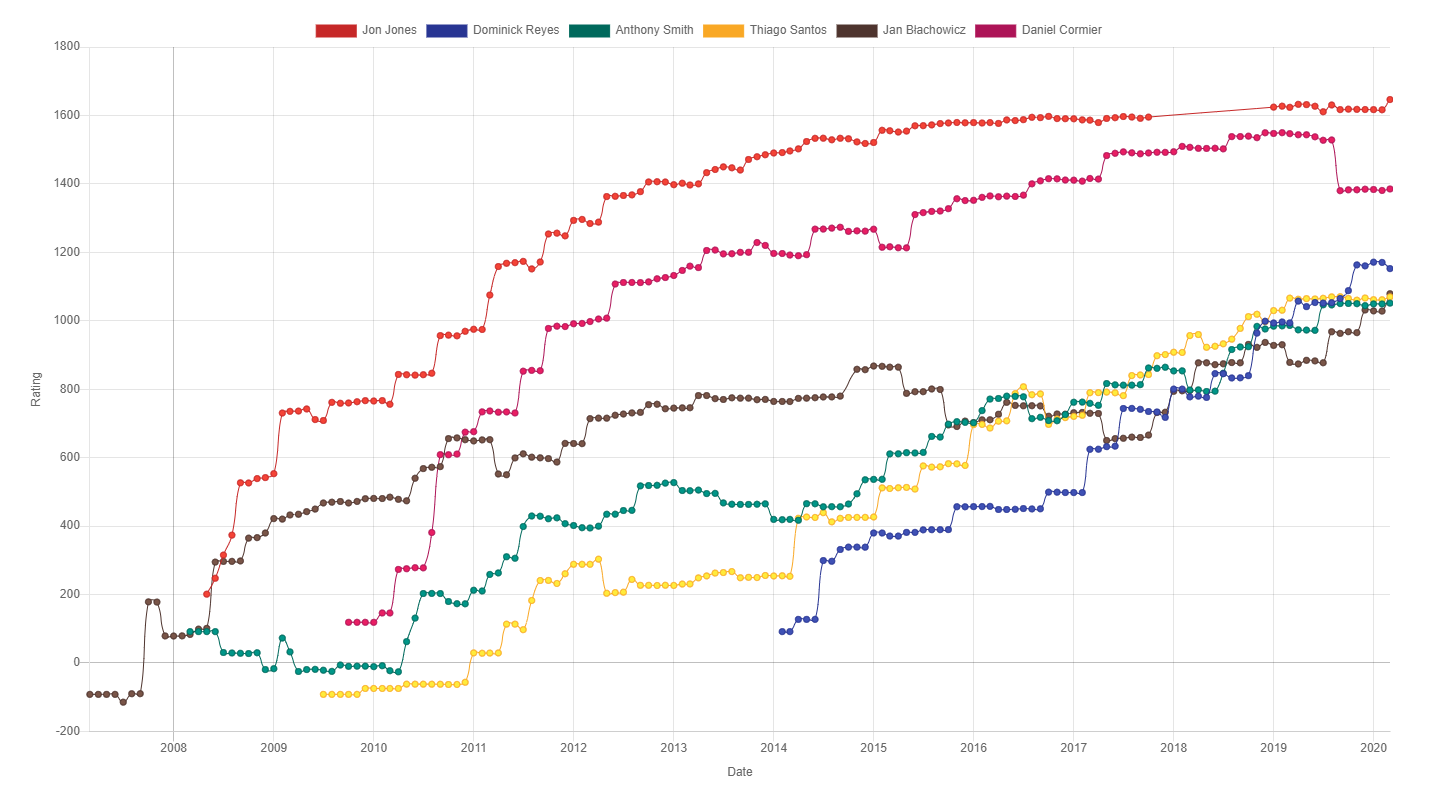 Jon Jones Dominick Reyes Anthony Smith Thiago Santos Jan Błachowicz Daniel Cormier
1800
1600
1400
1200
1000
800
600
400
200
0
-200
Rating
2008 2009 2010 2011 2012 2013 2014 2015 2016 2017 2018 2019 2020
Date